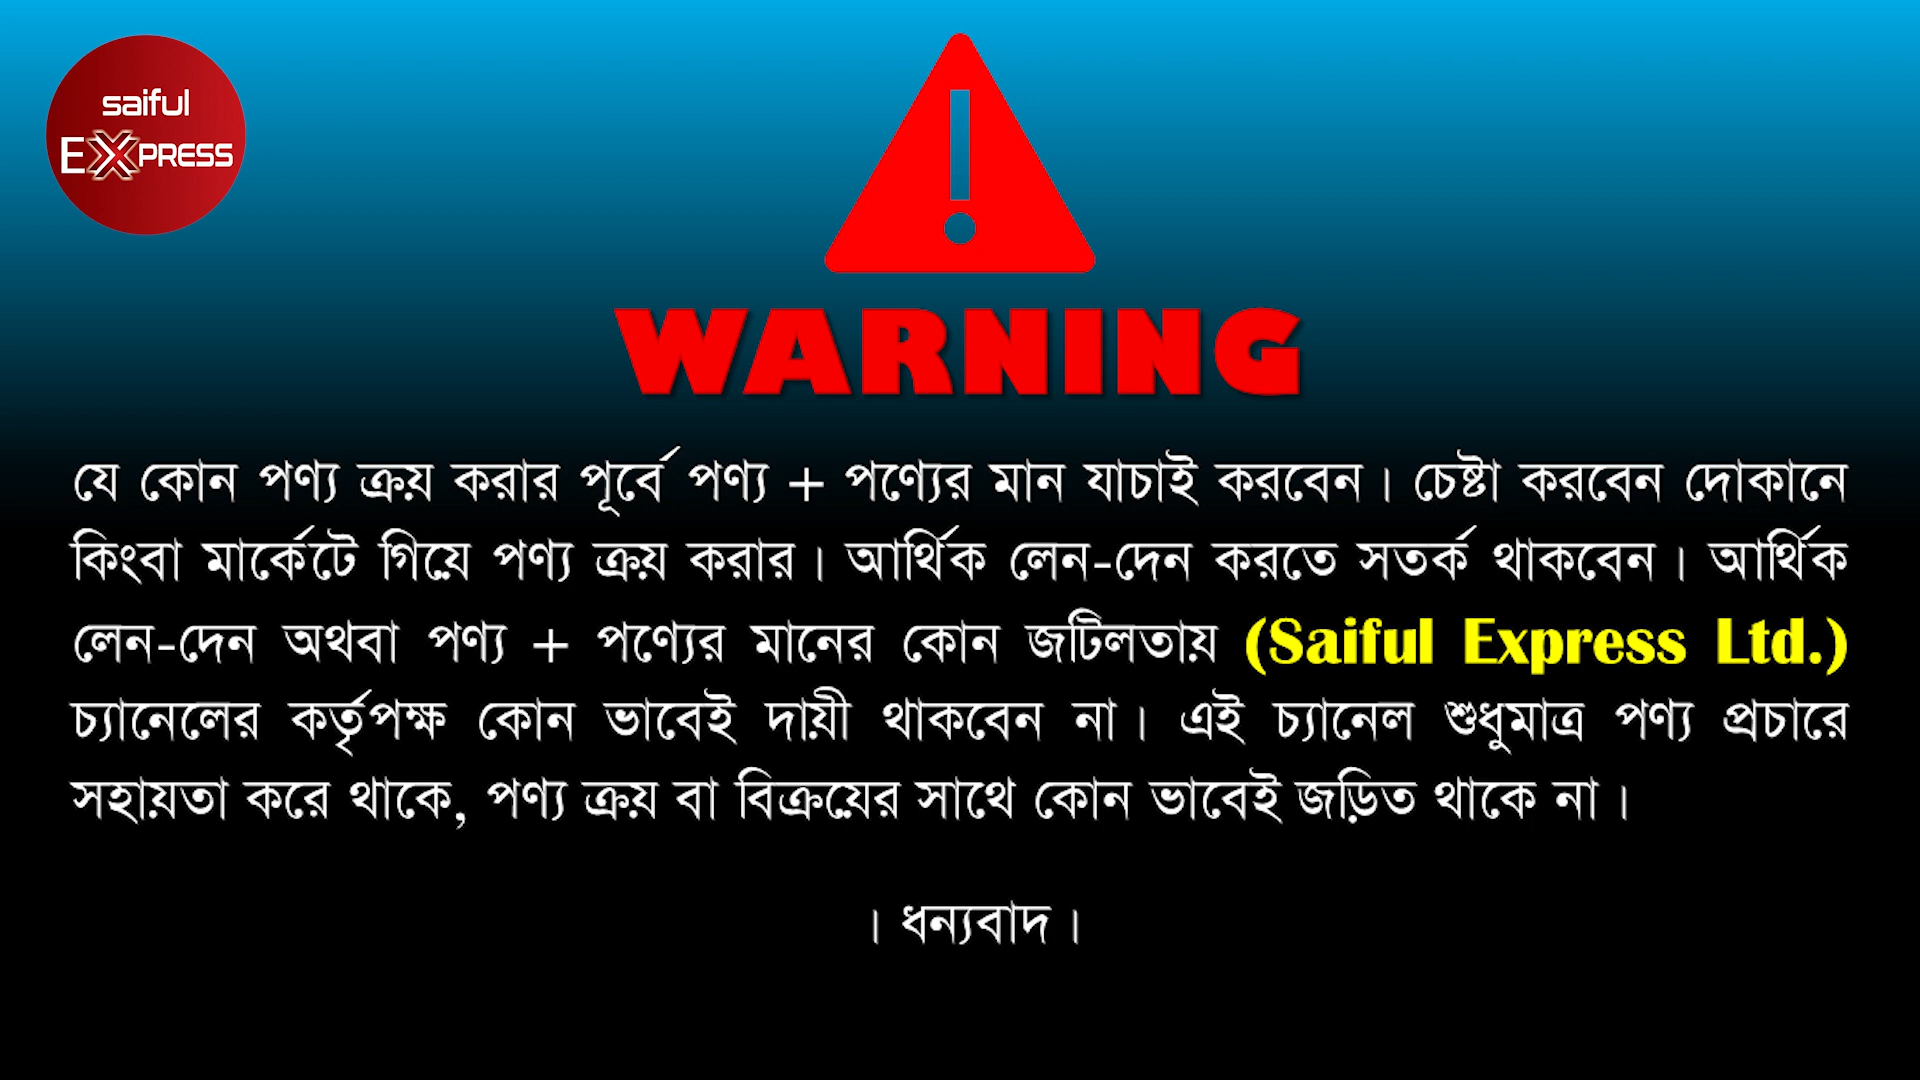 saiful
EXPRESS
WARNING
যে কোন পণ্য ক্রয় করার পূর্বে পণ্য + পণ্যের মান যাচাই করবেন। চেষ্টা করবেন দোকানে
কিংবা মার্কেটে গিয়ে পণ্য ক্রয় করার। আর্থিক লেন-দেন করতে সতর্ক থাকবেন। আর্থিক
লেন-দেন অথবা পণ্য + পণ্যের মানের কোন জটিলতায় (Saiful Express Ltd.)
চ্যানেলের কর্তৃপক্ষ কোন ভাবেই দায়ী থাকবেন না। এই চ্যানেল শুধুমাত্র পণ্য প্রচারে
সহায়তা করে থাকে, পণ্য ক্রয় বা বিক্রয়ের সাথে কোন ভাবেই জড়িত থাকে না।
। ধন্যবাদ ।